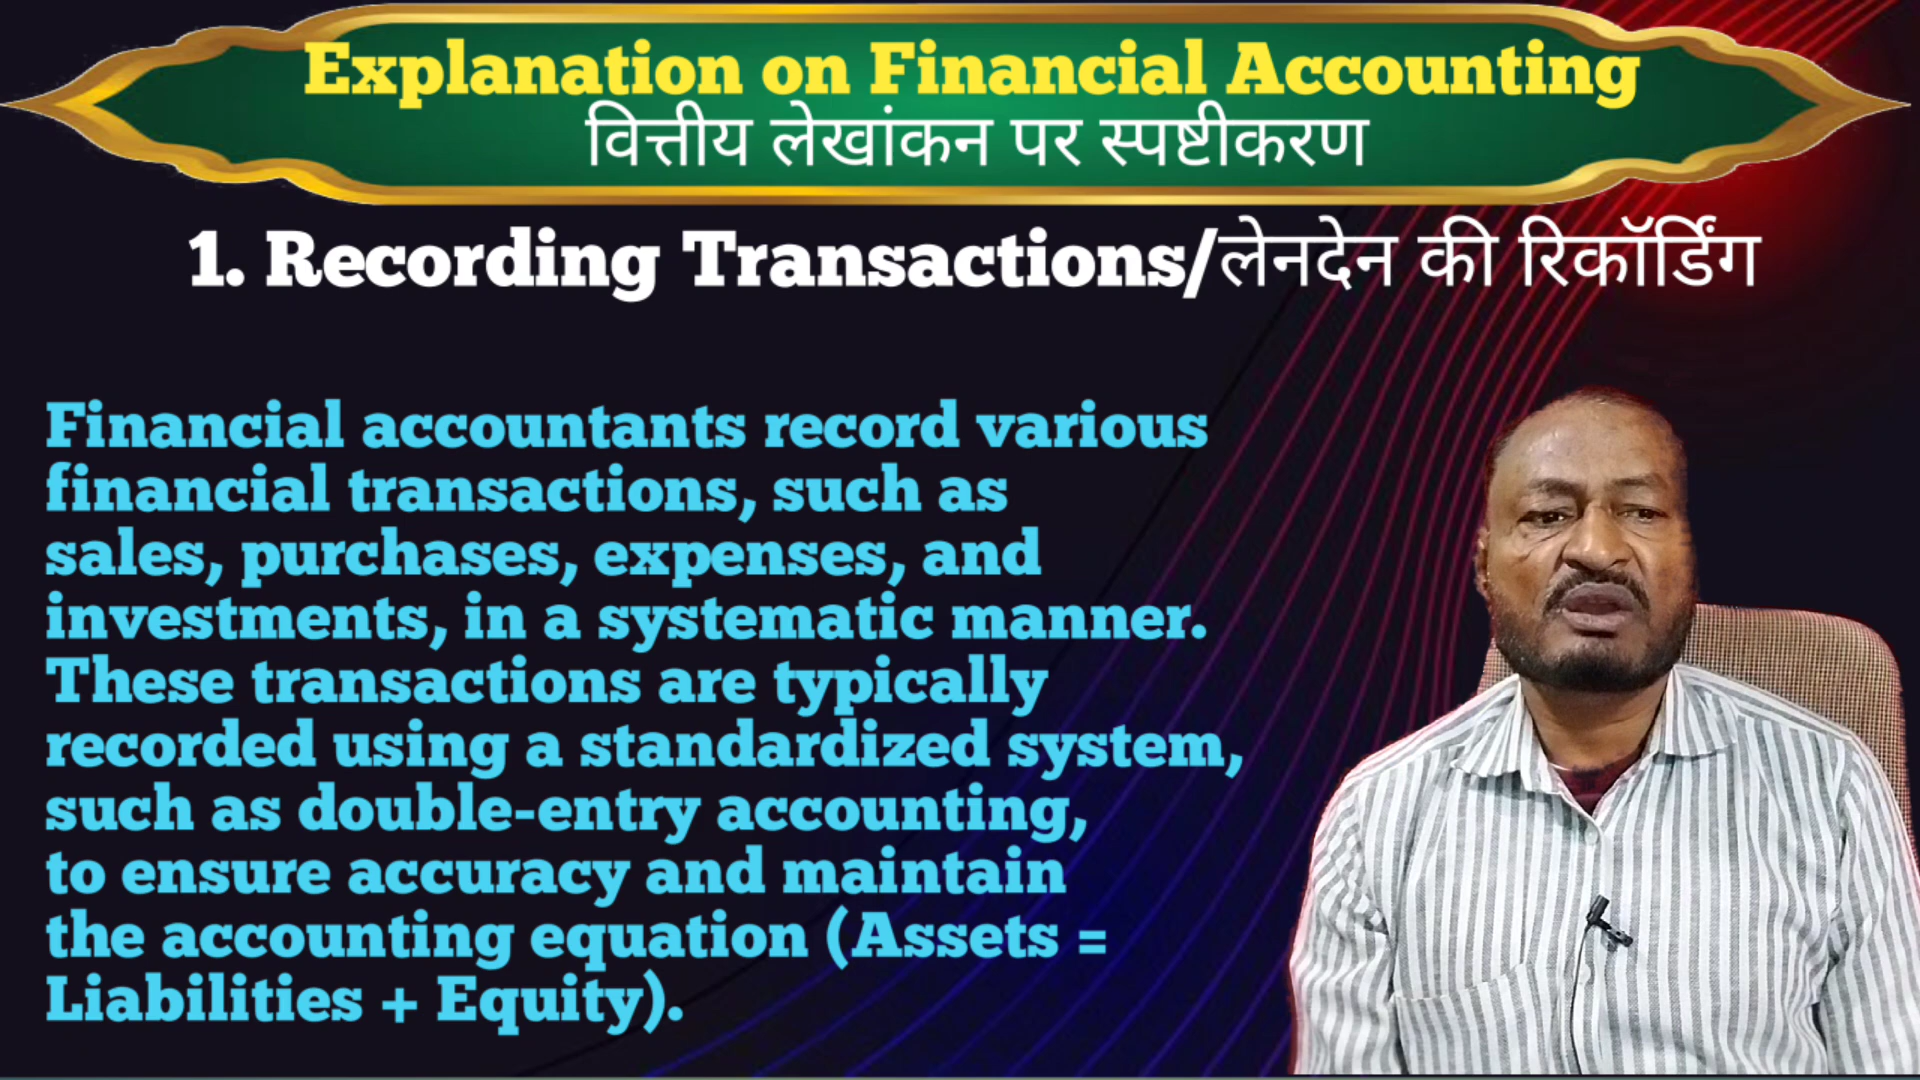 Explanation on Financial Accounting
वित्तीय लेखांकन पर स्पष्टीकरण
1. Recording Transactions/लेनदेन की रिकॉर्डिंग
Financial accountants record various
financial transactions, such as
sales, purchases, expenses, and
investments, in a systematic manner.
These transactions are typically
recorded using a standardized system,
such as double-entry accounting,
to ensure accuracy and maintain
the accounting equation (Assets =
Liabilities + Equity).